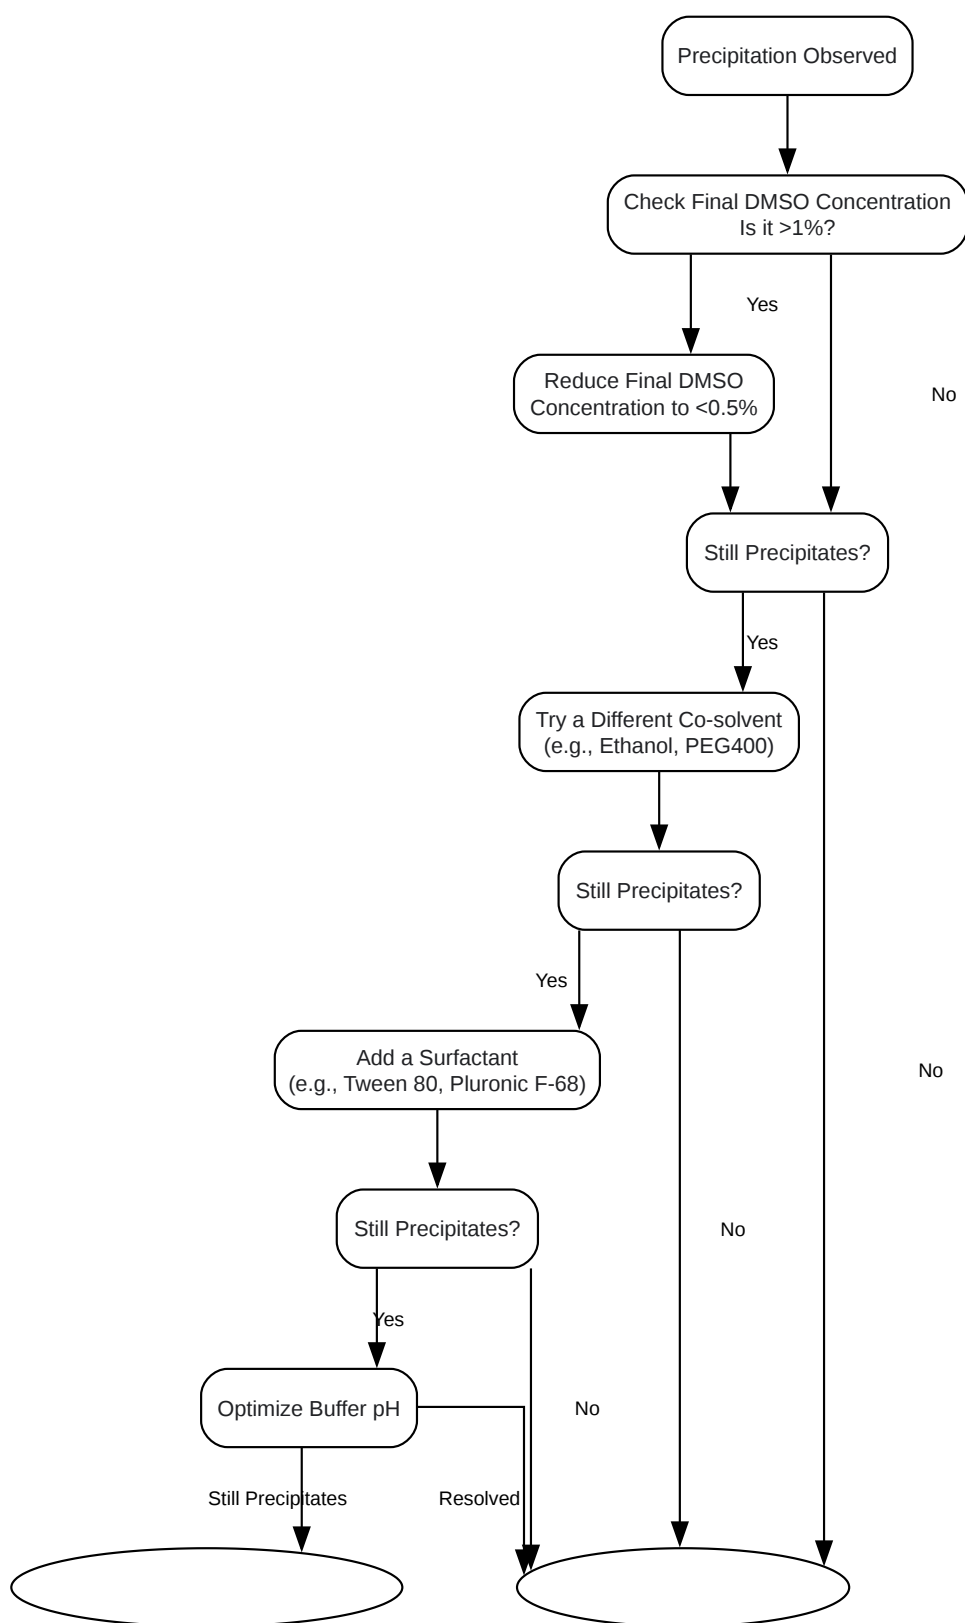 Precipitation Observed
Check Final DMSO Concentration
Is it >1%?
Yes
Reduce Final DMSO
Concentration to <0.5%
No
Still Precipitates?
Yes
Try a Different Co-solvent
(e.g., Ethanol, PEG400)
Still Precipitates?
Yes
Add a Surfactant
(e.g., Tween 80, Pluronic F-68)
No
Still Precipitates?
No
Yes
Optimize Buffer pH
No
Still Precipitates
Resolved